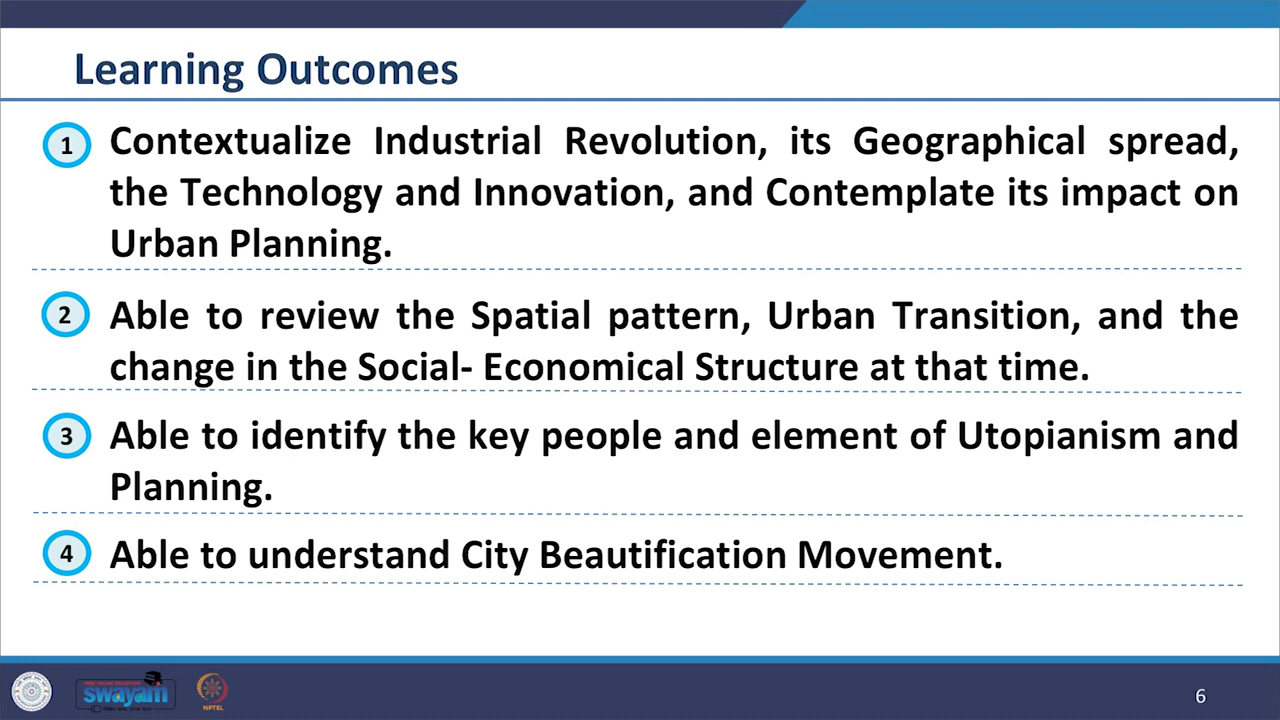 Learning Outcomes
1
Contextualize Industrial Revolution, its Geographical spread,
the Technology and Innovation, and Contemplate its impact on
Urban Planning.
2
Able to review the Spatial pattern, Urban Transition, and the
change in the Social- Economical Structure at that time.
3
Able to identify the key people and element of Utopianism and
Planning.
4
Able to understand City Beautification Movement.
swayam
NPTEL
6